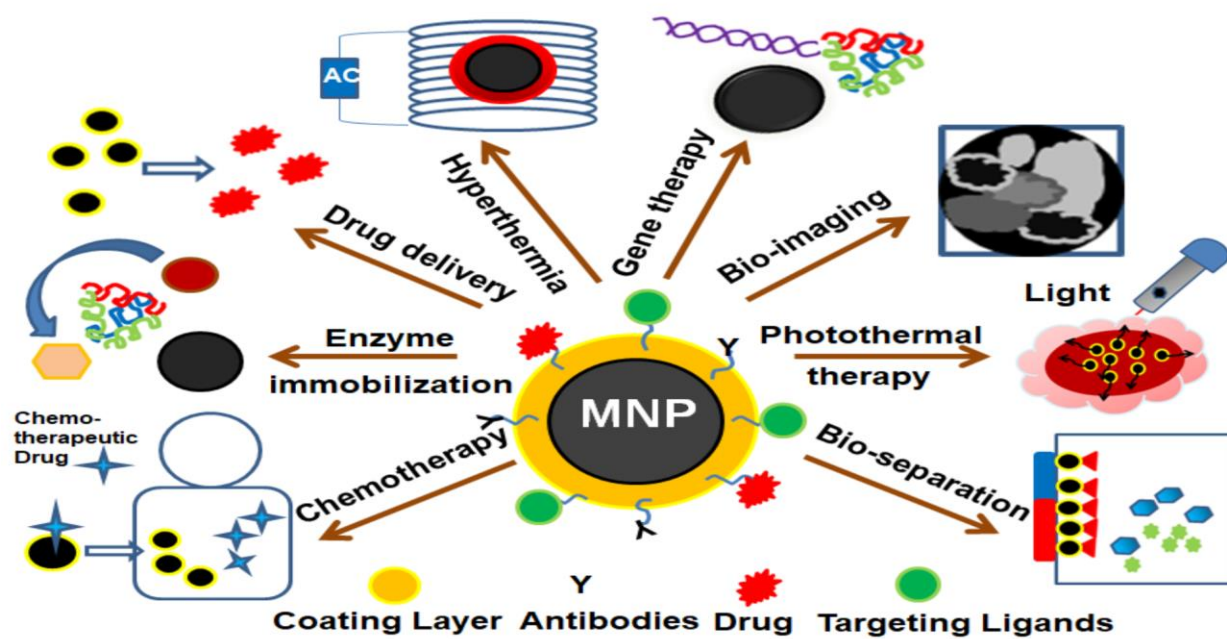 AC
Hyperthermia
Gene therapy
Drug delivery
Bio-imaging
Light
Enzyme
immobilization
Photothermal
therapy
MNP
Y
Y
Y
Chemo-
therapeutic
Drug
Chemotherapy
Bio-separation
Y
Coating Layer
Antibodies
Drug
Targeting Ligands